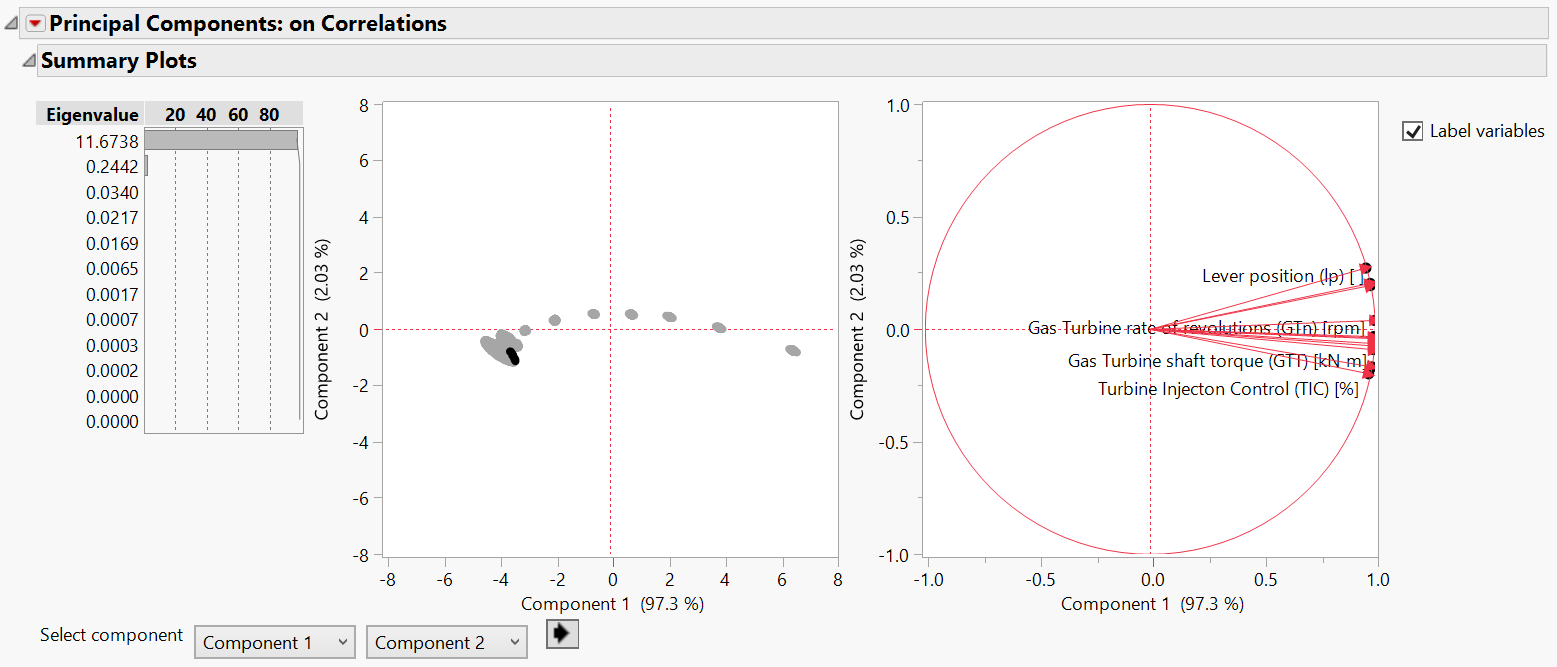 Principal Components: on Correlations
Summary Plots
Eigenvalue 20 40 60 80
11.6738
0.2442
0.0340
0.0217
0.0169
0.0065
0.0017
0.0007
0.0003
0.0002
0.0000
0.0000
8
6
4
2
0
-2
-4
-6
-8
Component 2 (2.03 %)
-8 -6 -4 -2 0 2 4 6 8
Component 1 (97.3 %)
1.0
0.5
0.0
-0.5
-1.0
Component 2 (2.03 %)
Lever position (lp) [ ]
Gas Turbine rate of revolutions (GTn) [rpm]
Gas Turbine shaft torque (GTT) [kN m]
Turbine Injecton Control (TIC) [%]
-1.0 -0.5 0.0 0.5 1.0
Component 1 (97.3 %)
Label variables
Select component Component 1 Component 2